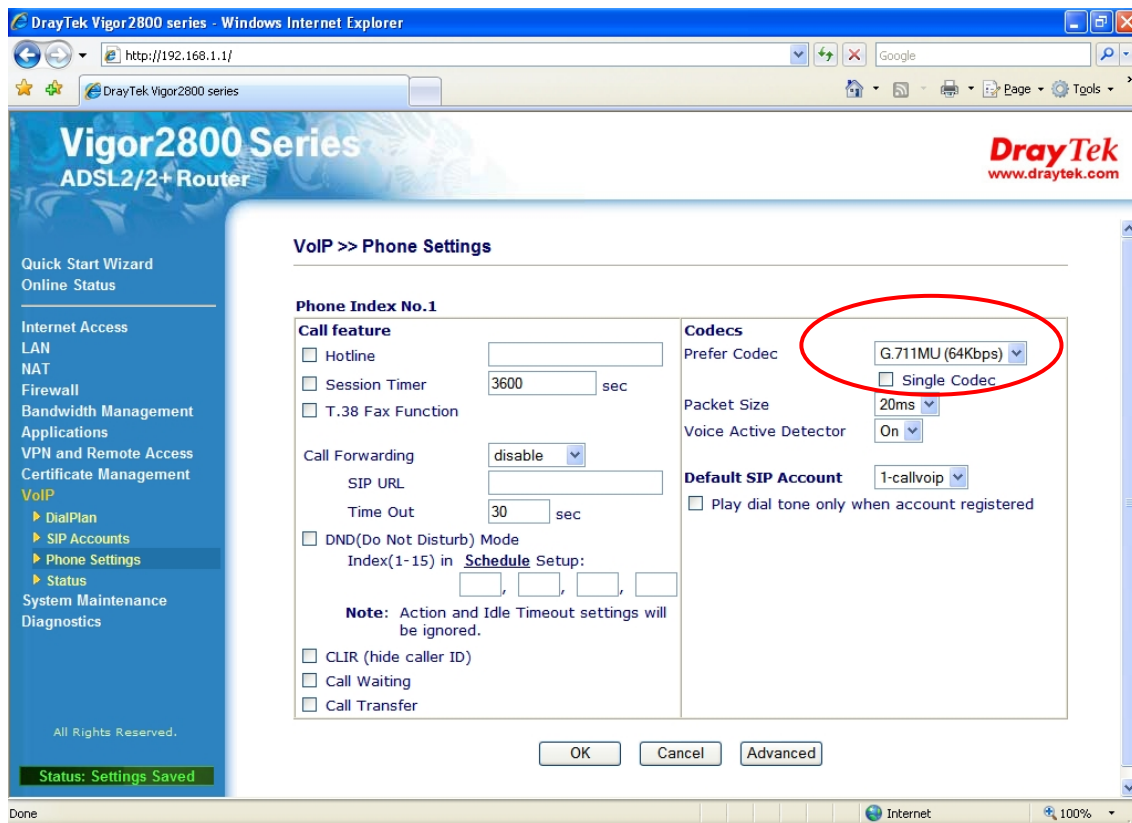 DrayTek Vigor2800 series - Windows Internet Explorer
http://192.168.1.1/
Google
DrayTek Vigor2800 series
Page
Tools
Vigor2800 Series
ADSL2/2+ Router
DrayTek
www.draytek.com
Quick Start Wizard
Online Status
Internet Access
LAN
NAT
Firewall
Bandwidth Management
Applications
VPN and Remote Access
Certificate Management
VoIP
DialPlan
SIP Accounts
Phone Settings
Status
System Maintenance
Diagnostics
All Rights Reserved.
Status: Settings Saved
VoIP >> Phone Settings
Phone Index No.1
Call feature
Hotline
Session Timer 3600 sec
T.38 Fax Function
Call Forwarding disable
SIP URL
Time Out 30 sec
DND(Do Not Disturb) Mode
Index(1-15) in Schedule Setup:
, , ,
Note: Action and Idle Timeout settings will
be ignored.
CLIR (hide caller ID)
Call Waiting
Call Transfer
Codecs
Prefer Codec G.711MU (64Kbps)
Single Codec
Packet Size 20ms
Voice Active Detector On
Default SIP Account 1-callvoip
Play dial tone only when account registered
OK Cancel Advanced
Done Internet 100%